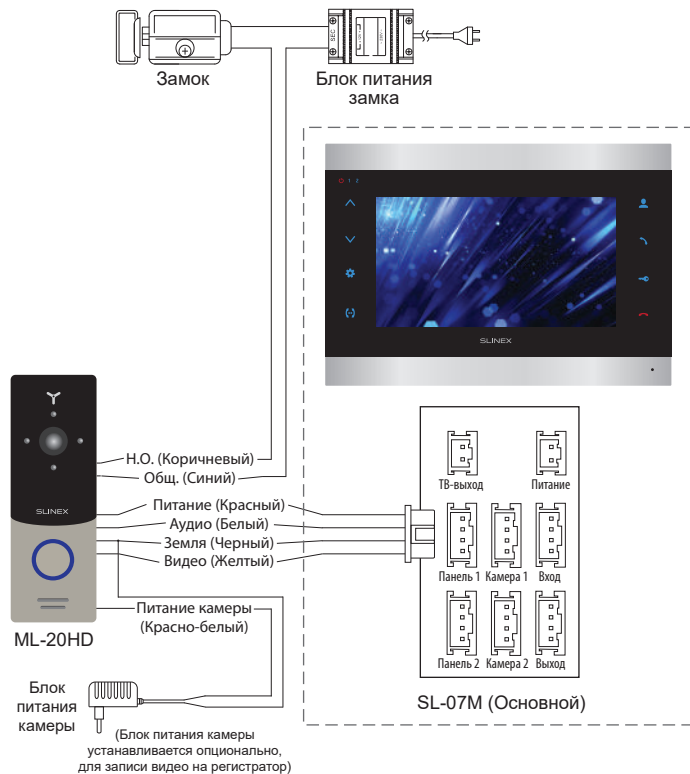 Замок
Блок питания
замка
SEC
SLINEX
Н.О. (Коричневый)
Общ. (Синий)
SLINEX
Питание (Красный)
Аудио (Белый)
Земля (Черный)
Видео (Желтый)
Питание камеры
(Красно-белый)
ML-20HD
Блок
питания
камеры
(Блок питания камеры
устанавливается опционально,
для записи видео на регистратор)
ТВ-выход
Питание
Панель 1
Камера 1
Вход
Панель 2
Камера 2
Выход
SL-07M (Основной)